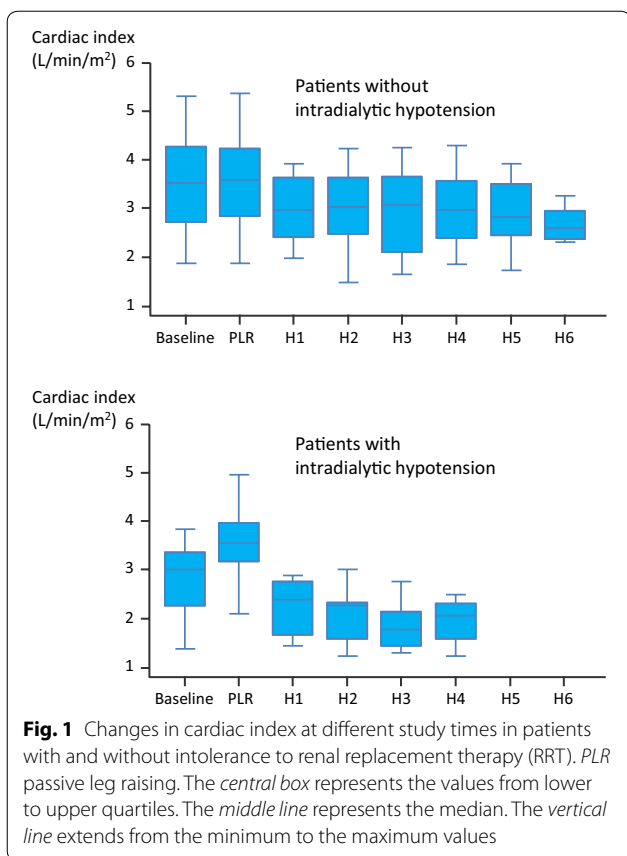 Cardiac index
(L/min/m²)
6
Patients without
intradialytic hypotension
5
4
3
2
1
Baseline PLR H1 H2 H3 H4 H5 H6
Cardiac index
(L/min/m²)
6
Patients with
intradialytic hypotension
5
4
3
2
1
Baseline PLR H1 H2 H3 H4 H5 H6
Fig. 1 Changes in cardiac index at different study times in patients
with and without intolerance to renal replacement therapy (RRT). PLR
passive leg raising. The central box represents the values from lower
to upper quartiles. The middle line represents the median. The vertical
line extends from the minimum to the maximum values